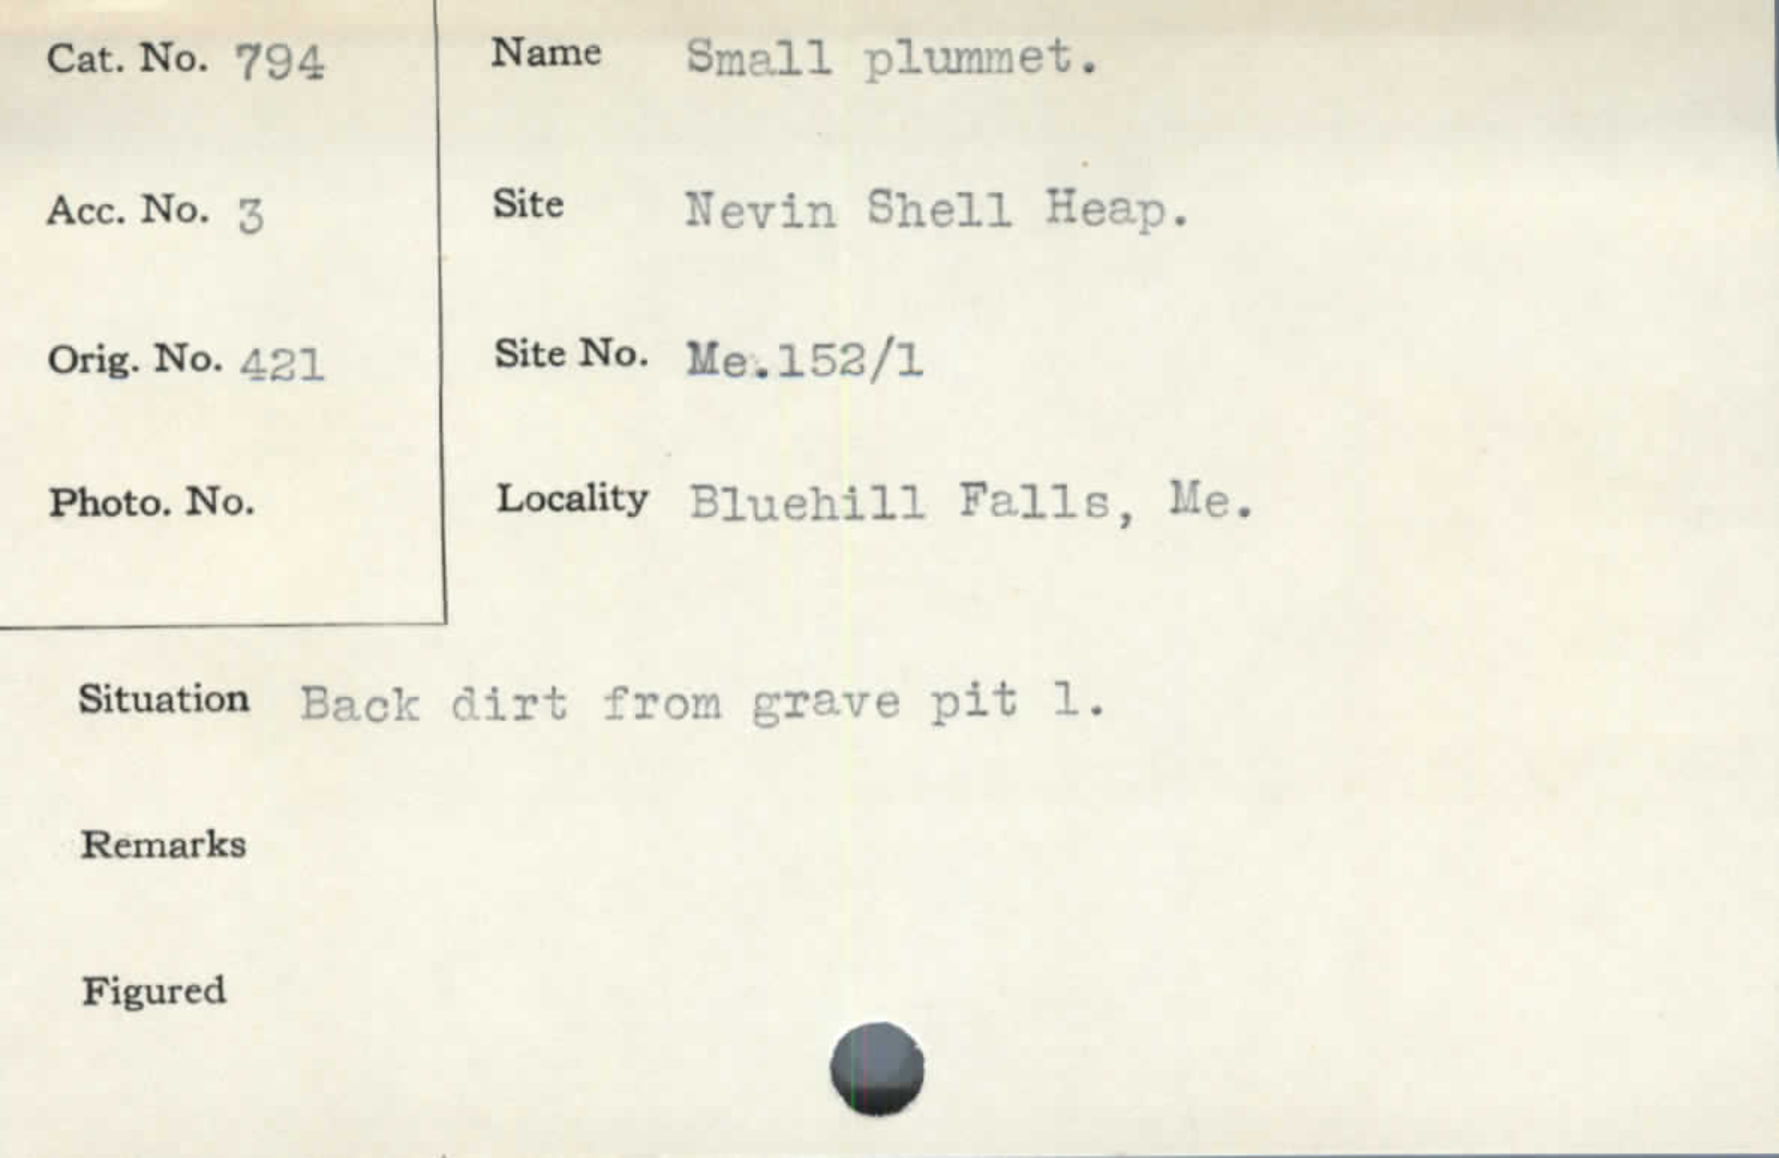 Cat. No. 794
Acc. No. 3
Orig. No. 421
Photo. No.
Name Small plummet.
Site Nevin Shell Heap.
Site No. Me.152/1
Locality Bluehill Falls, Me.
Situation Back dirt from grave pit 1.
Remarks
Figured